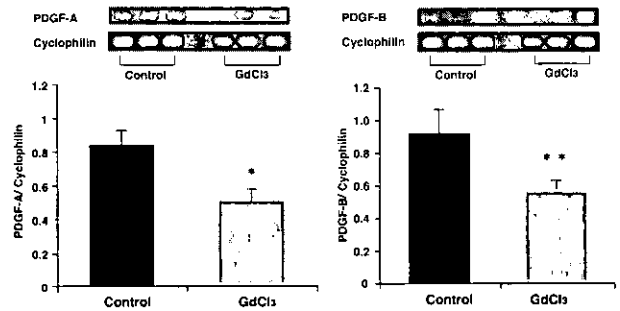 PDGF-A
Cyclophilin
Control GdCl3
1.2
1
0.8
0.6
0.4
0.2
0
PDGF-A/ Cyclophilin
*
Control GdCl3
PDGF-B
Cyclophilin
Control GdCl3
1.2
1.0
0.8
0.6
0.4
0.2
0
PDGF-B/ Cyclophilin
* *
Control GdCl3